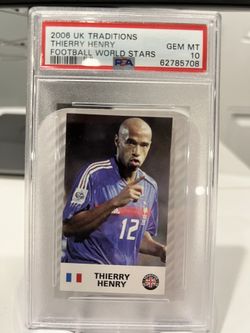 2006 UK TRADITIONS
THIERRY HENRY
FOOTBALL WORLD STARS
GEM MT
10
PSA
62785708
12
THIERRY
HENRY